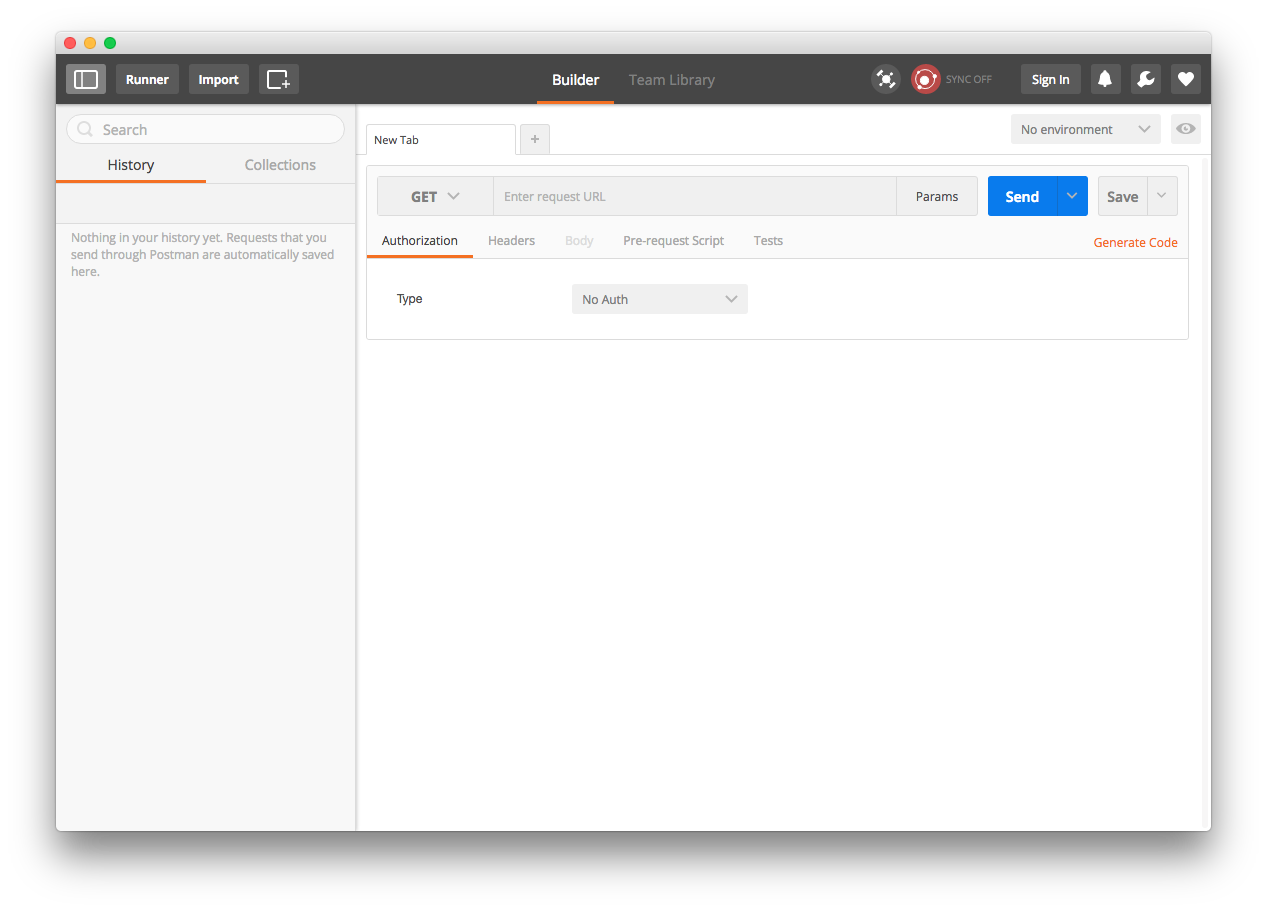 Runner
Import
Builder
Team Library
SYNC OFF
Sign In
Search
History
Collections
Nothing in your history yet. Requests that you
send through Postman are automatically saved
here.
New Tab
+
No environment
GET
Enter request URL
Params
Send
Save
Authorization
Headers
Body
Pre-request Script
Tests
Generate Code
Type
No Auth